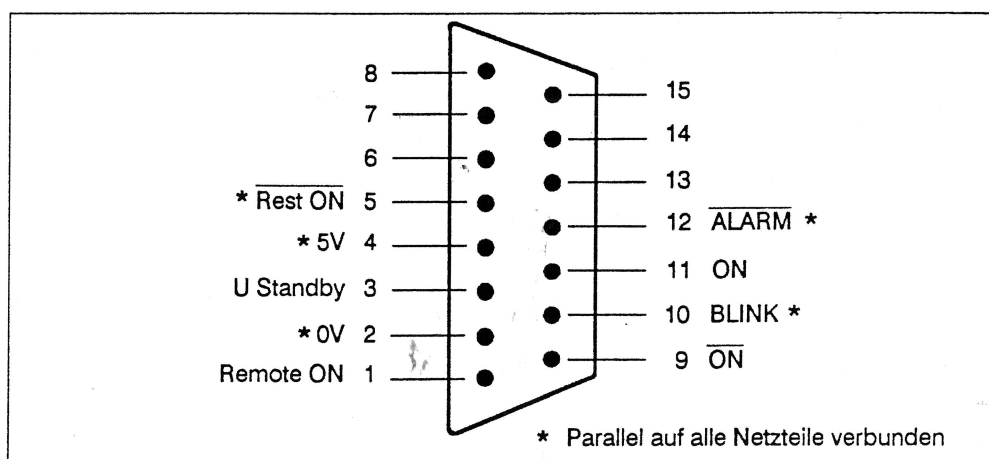 8
7
6
* Rest ON 5
* 5V 4
U Standby 3
* 0V 2
Remote ON 1
15
14
13
12 ALARM *
11 ON
10 BLINK *
9 ON
* Parallel auf alle Netzteile verbunden